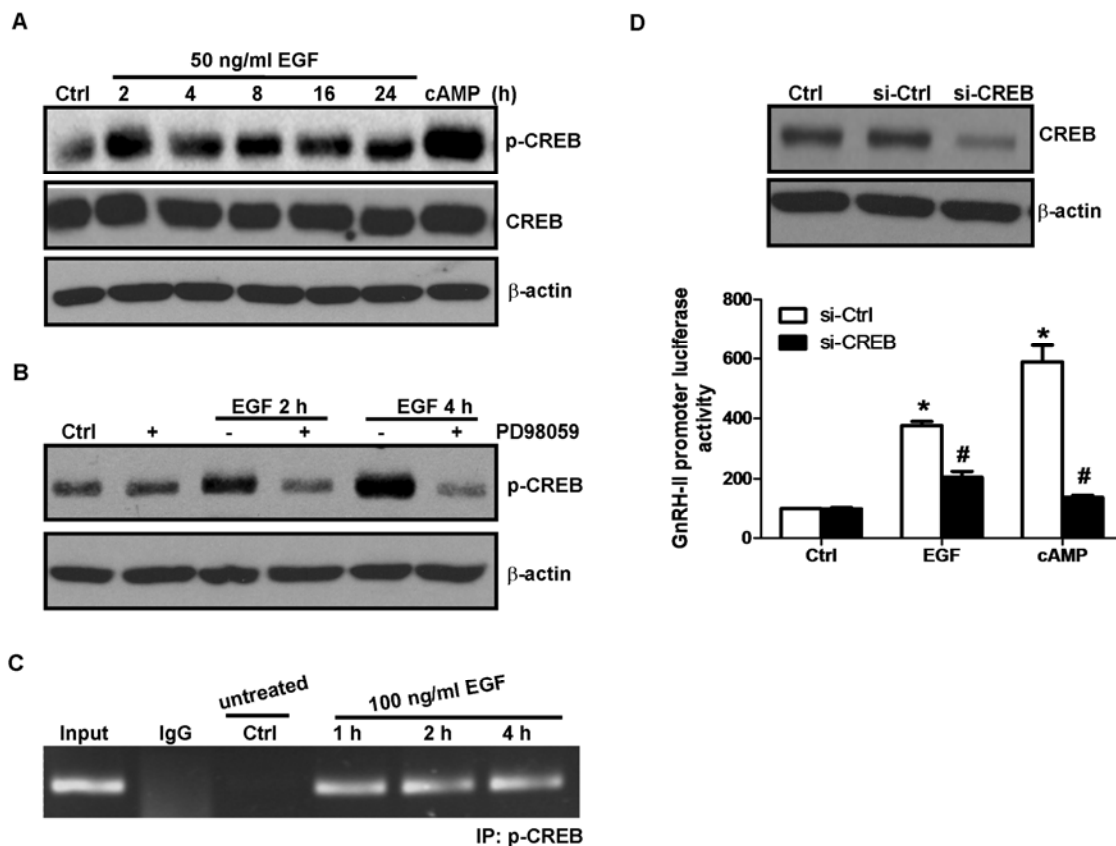 A
50 ng/ml EGF
Ctrl 2 4 8 16 24 cAMP (h)
p-CREB
CREB
β-actin
B
EGF 2 h EGF 4 h
Ctrl + - + - + PD98059
p-CREB
β-actin
C
untreated 100 ng/ml EGF
Input IgG Ctrl 1 h 2 h 4 h
IP: p-CREB
D
Ctrl si-Ctrl si-CREB
CREB
β-actin
GnRH-II promoter luciferase
activity
800
600
400
200
0
si-Ctrl
si-CREB
* # * #
Ctrl EGF cAMP